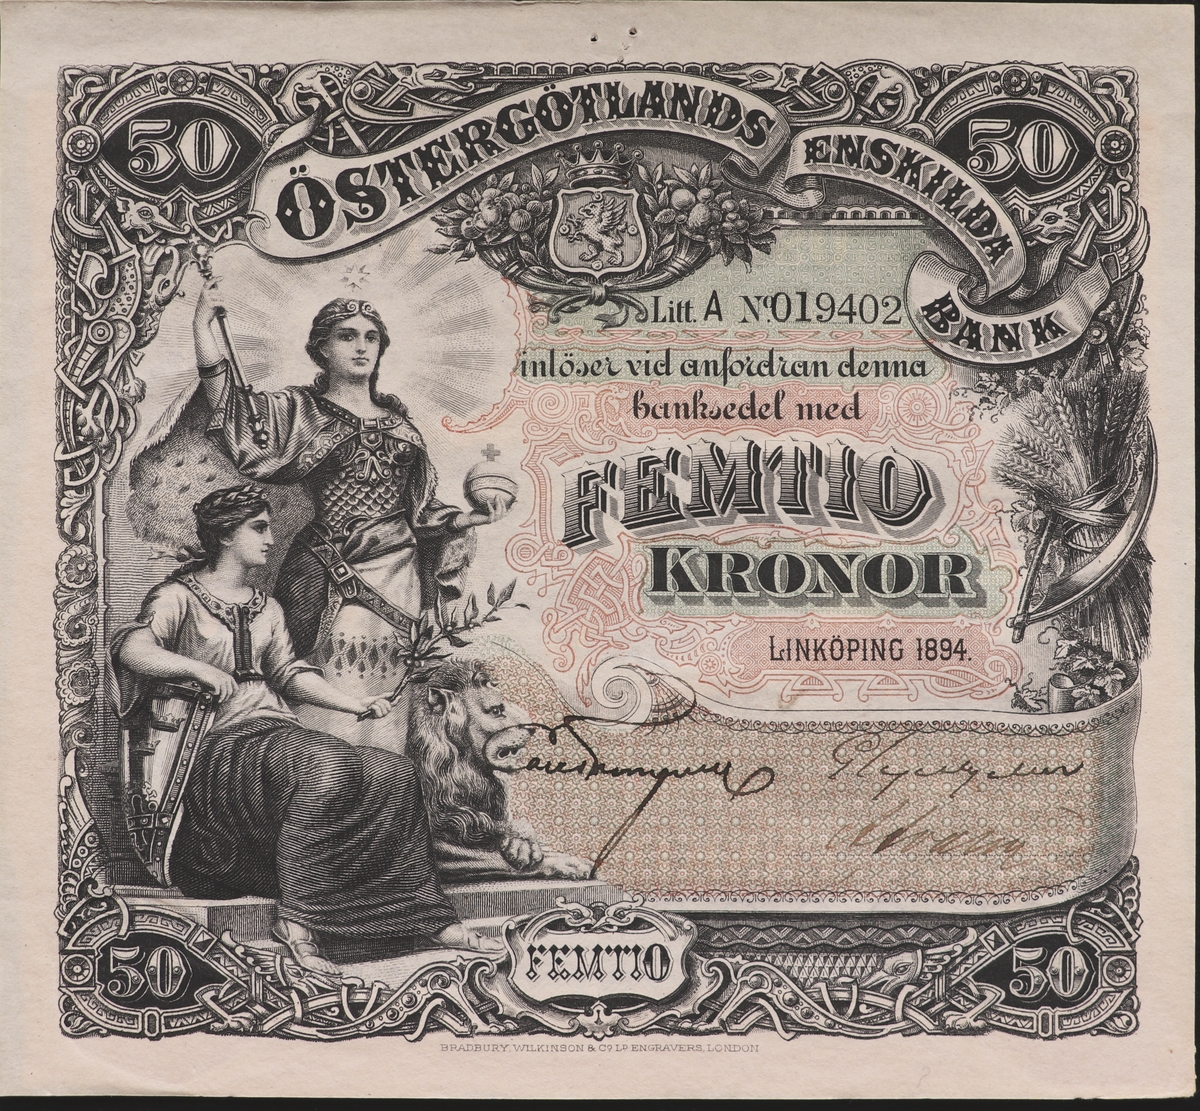 50
50
ÖSTERGÖTLANDS ENSKILDA BANK
Litt. A Nº 019402
inlöser vid anfordran denna
banksedel med
FEMTIO
KRONOR
LINKÖPING 1894.
50
FEMTIO
50
BRADBURY, WILKINSON & Cº Lᴰ ENGRAVERS, LONDON